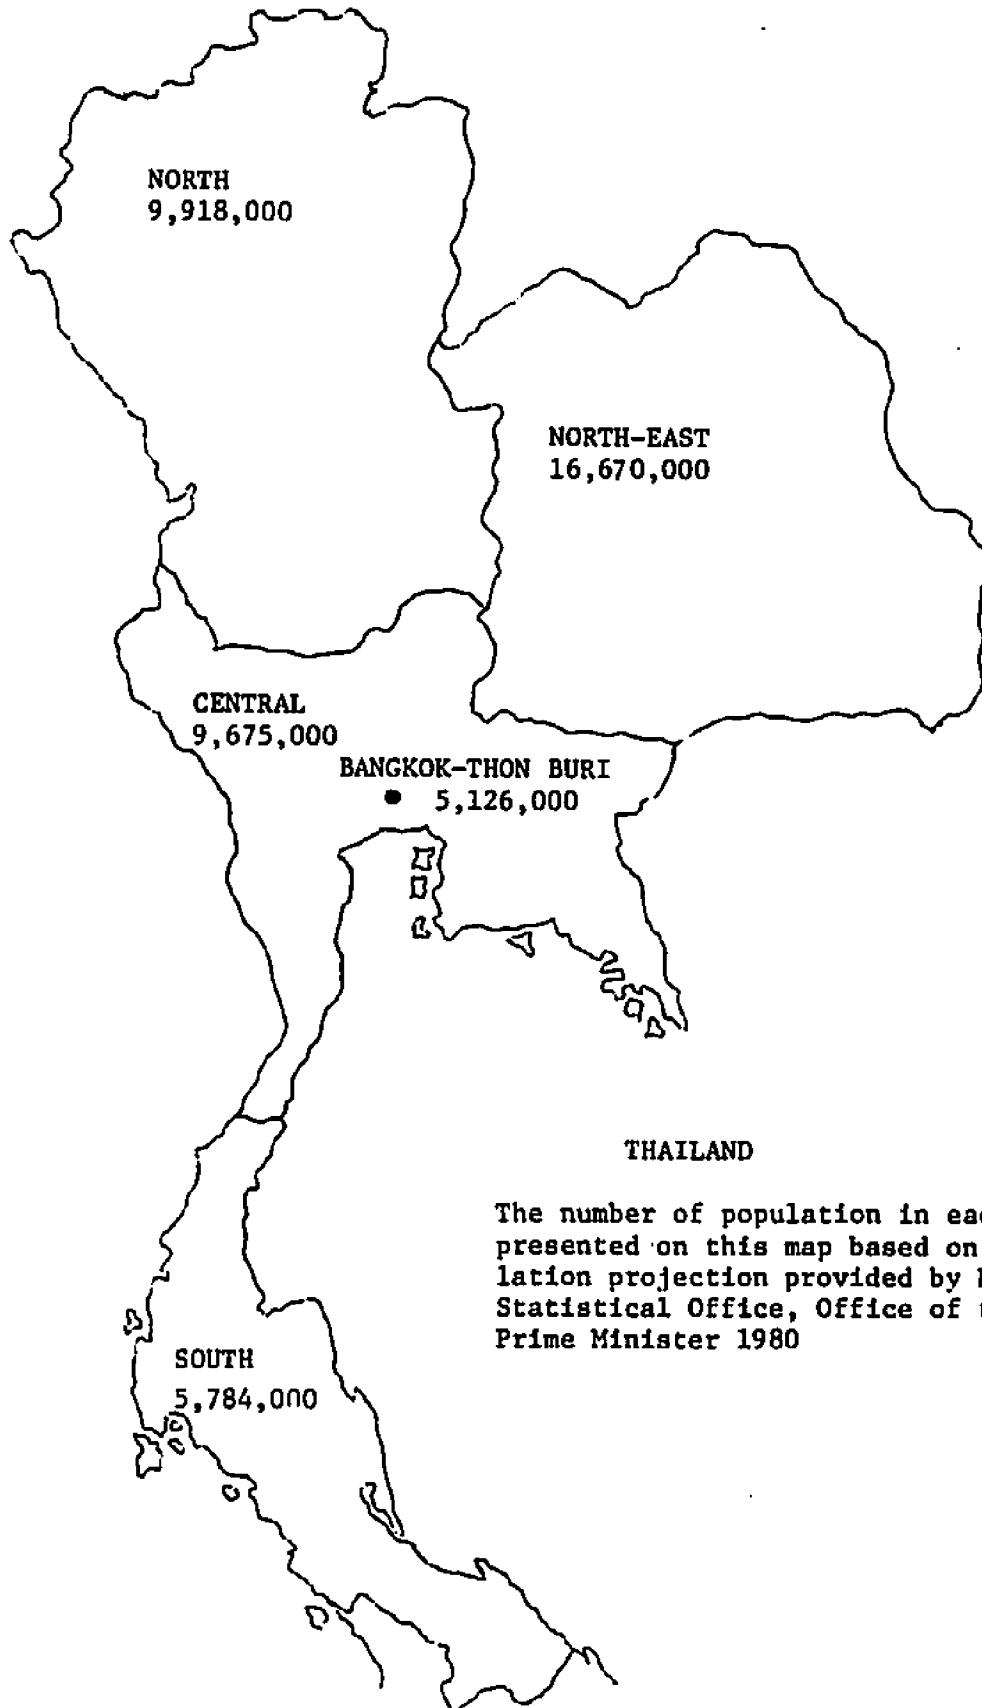 NORTH
9,918,000
NORTH-EAST
16,670,000
CENTRAL
9,675,000
BANGKOK-THON BURI
5,126,000
THAILAND
The number of population in
presented on this map based on
lation projection provided by
Statistical Office, Office of
Prime Minister 1980
SOUTH
5,784,000